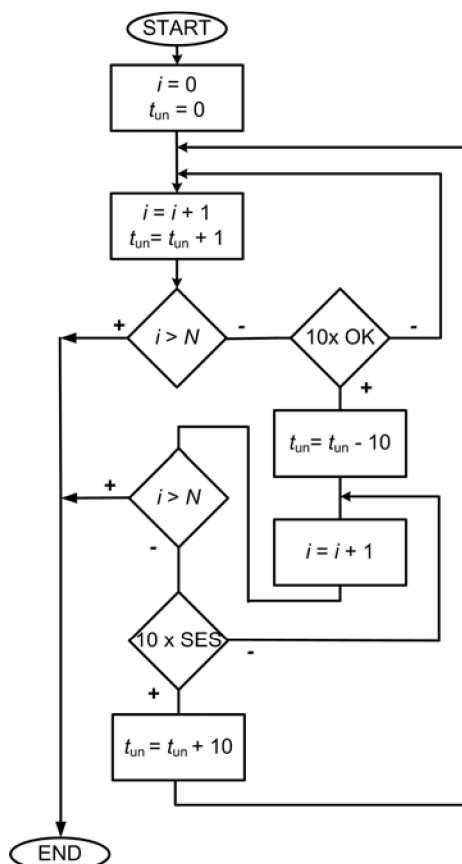 START
i = 0
tun = 0
i = i + 1
tun= tun + 1
+
i > N
-
10x OK
-
+
tun= tun - 10
+
i > N
-
i = i + 1
10 x SES
-
+
tun = tun + 10
END